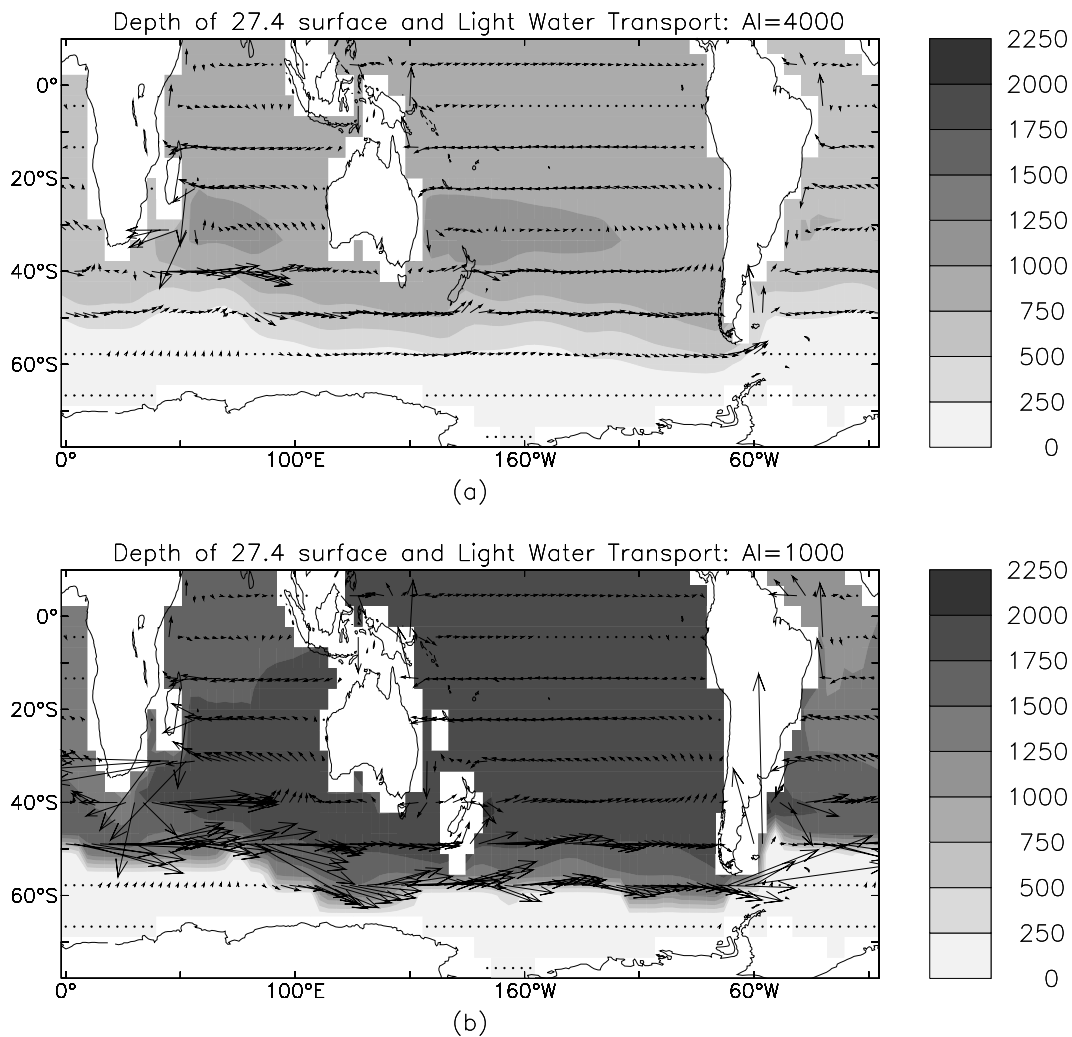 Depth of 27.4 surface and Light Water Transport: AI=4000
0°
20°S
40°S
60°S
0°
100°E
160°W
60°W
2250
2000
1750
1500
1250
1000
750
500
250
0
(a)
Depth of 27.4 surface and Light Water Transport: AI=1000
0°
20°S
40°S
60°S
0°
100°E
160°W
60°W
2250
2000
1750
1500
1250
1000
750
500
250
0
(b)